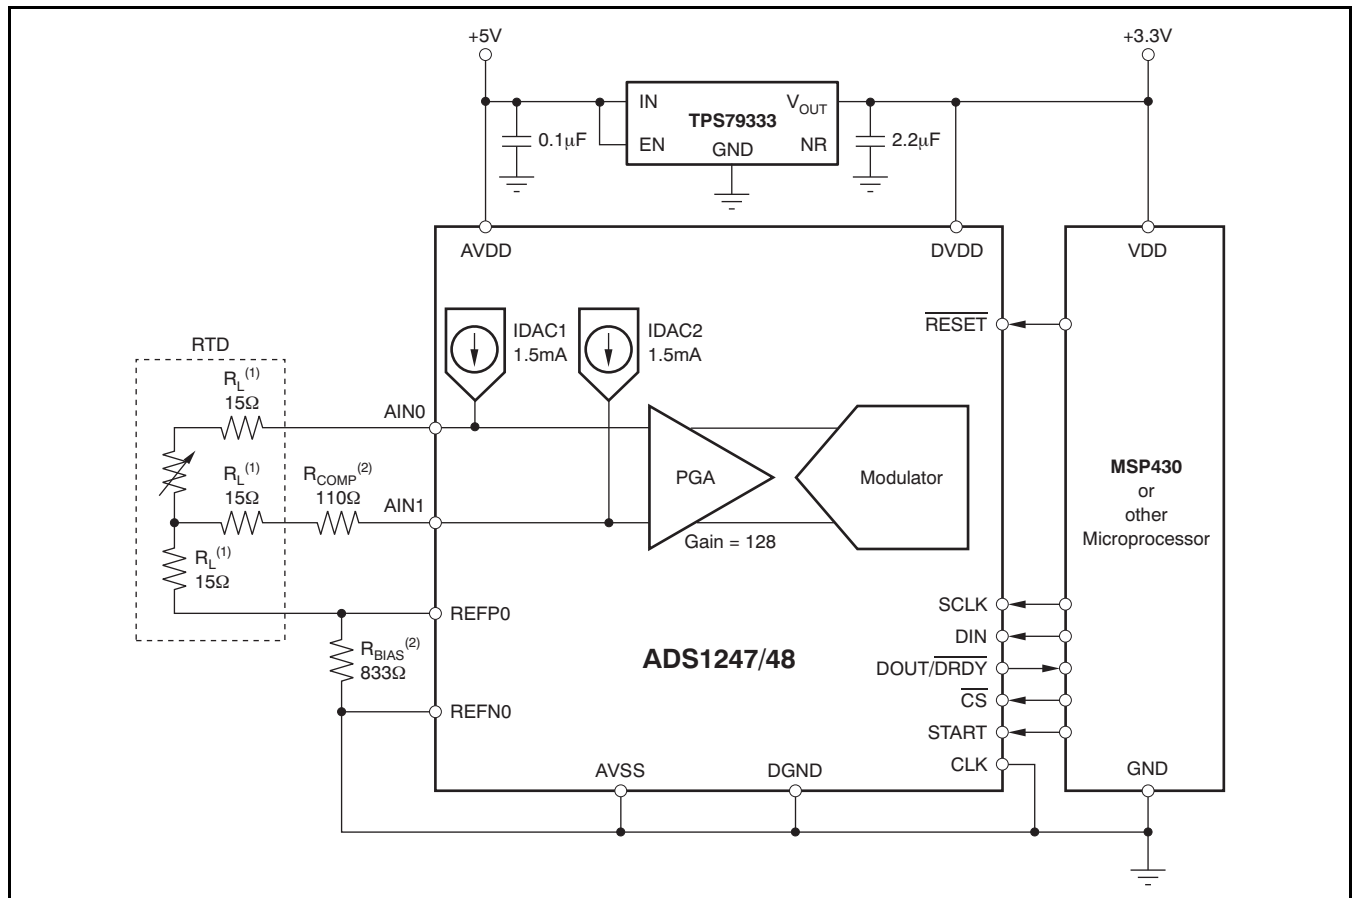 +5V
+3.3V
IN
VOUT
TPS79333
EN
NR
GND
0.1μF
2.2μF
AVDD
DVDD
VDD
RESET
IDAC1
1.5mA
IDAC2
1.5mA
RTD
RL(1)
15Ω
AIN0
RL(1)
15Ω
RCOMP(2)
110Ω
AIN1
PGA
Modulator
Gain = 128
MSP430
or
other
Microprocessor
RL(1)
15Ω
REFP0
RBIAS(2)
833Ω
REFN0
ADS1247/48
SCLK
DIN
DOUT/DRDY
CS
START
CLK
AVSS
DGND
GND